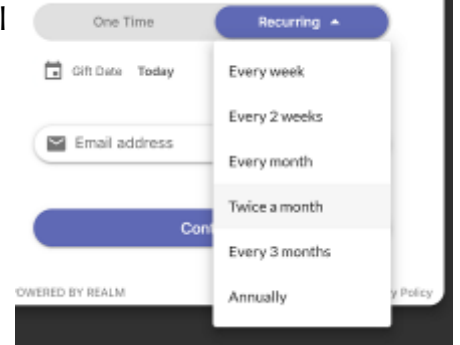 One Time Recurring
Gift Date Today
Every week
Every 2 weeks
Email address
Every month
Twice a month
Every 3 months
Annually
POWERED BY REALM
Policy